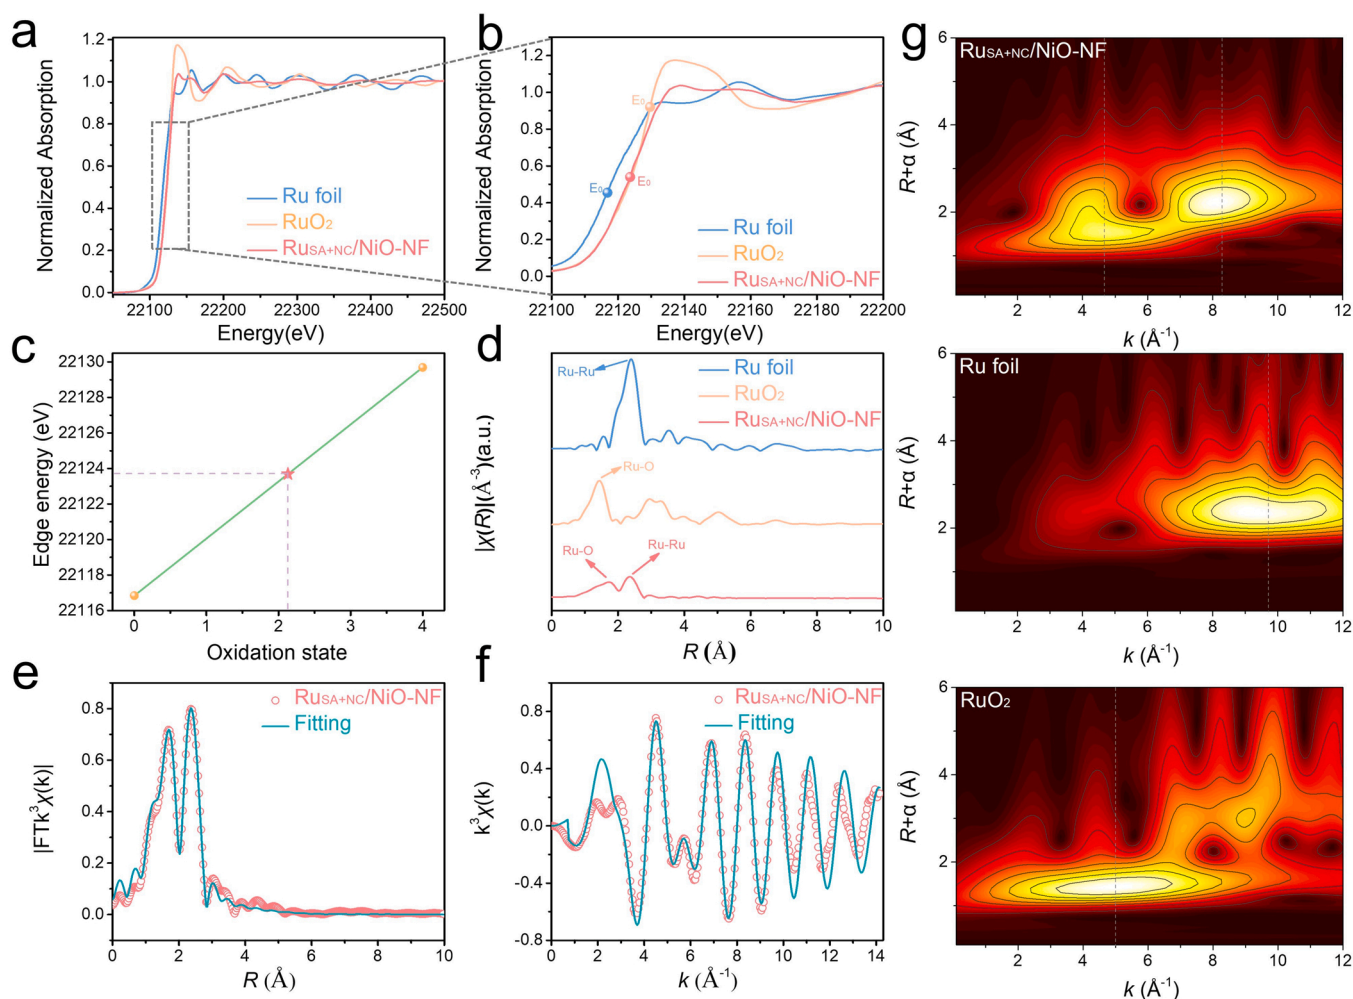 a
1.2
1.0
0.8
0.6
0.4
0.2
0.0
Normalized Absorption
Ru foil
RuO2
RuSA+NC/NiO-NF
22100 22200 22300 22400 22500
Energy(eV)
b
1.2
1.0
0.8
0.6
0.4
0.2
0.0
Normalized Absorption
E0
E0
E0
Ru foil
RuO2
RuSA+NC/NiO-NF
22100 22120 22140 22160 22180 22200
Energy(eV)
c
22130
22128
22126
22124
22123
22120
22118
22116
Edge energy (eV)
0 1 2 3 4
Oxidation state
d
Ru-Ru
Ru foil
RuO2
RuSA+NC/NiO-NF
Ru-O
Ru-O
Ru-Ru
|χ(R)|(Å-3)(a.u.)
0 2 4 6 8 10
R (Å)
e
RuSA+NC/NiO-NF
Fitting
0.8
0.6
0.4
0.2
0.0
|FTk3χ(k)|
0 2 4 6 8 10
R (Å)
f
RuSA+NC/NiO-NF
Fitting
0.8
0.4
0.0
-0.4
-0.8
k3χ(k)
0 2 4 6 8 10 12 14
k (Å-1)
g
RuSA+NC/NiO-NF
6
4
2
R+α (Å)
2 4 6 8 10 12
k (Å-1)
Ru foil
6
4
2
R+α (Å)
2 4 6 8 10 12
k (Å-1)
RuO2
6
4
2
R+α (Å)
2 4 6 8 10 12
k (Å-1)